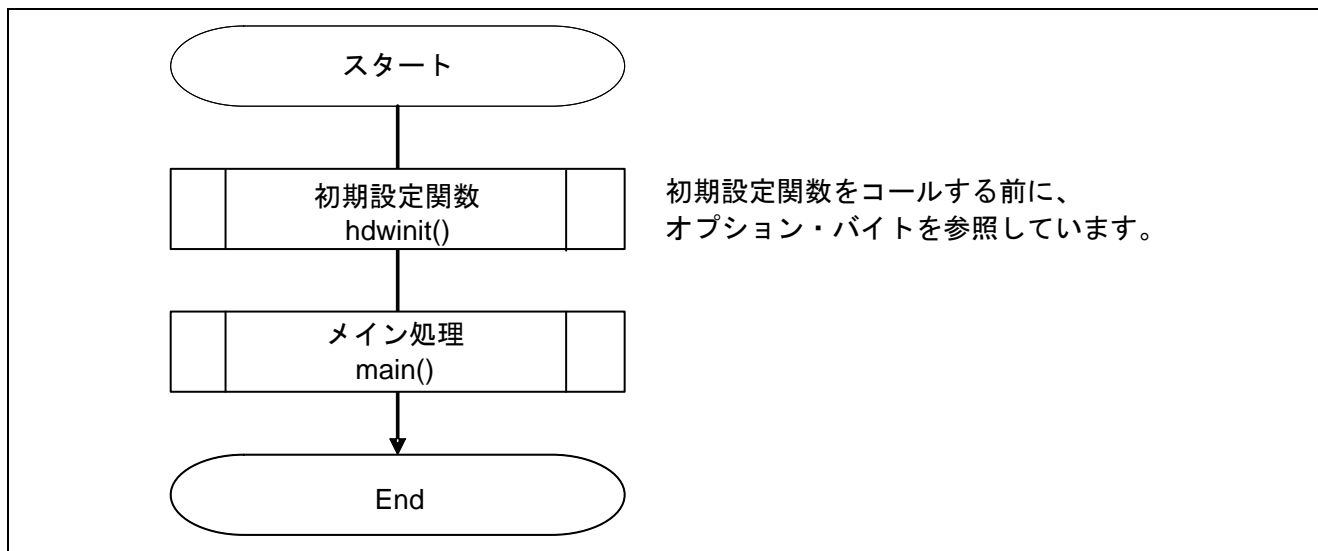 スタート
初期設定関数
hdwinit()
初期設定関数をコールする前に、
オプション・バイトを参照しています。
メイン処理
main()
End